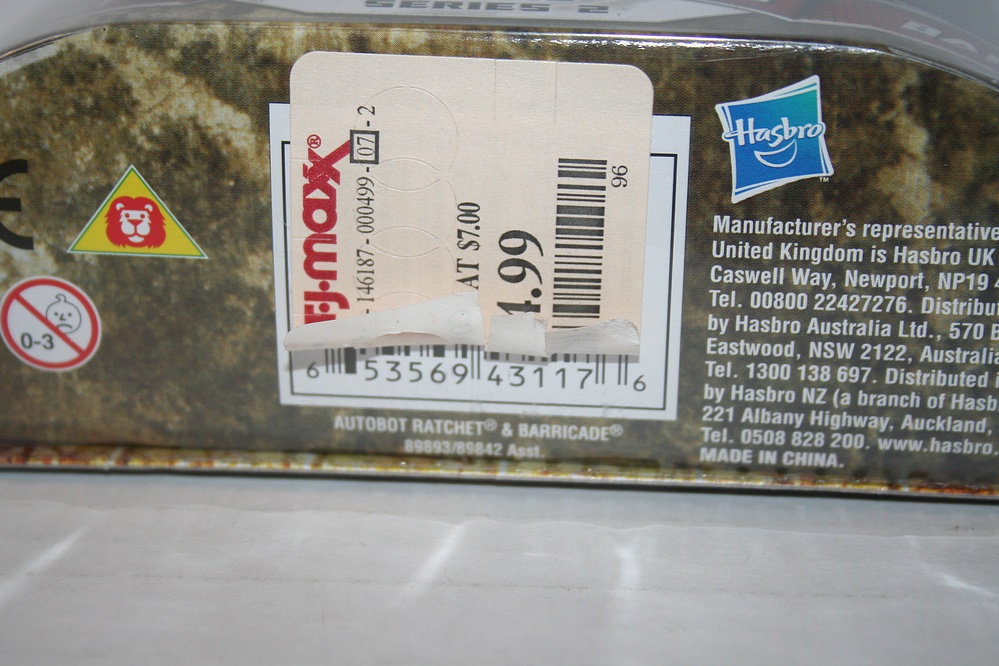 SERIES 2
T•J•maxx®
146187 - 000499 - 07 - 2
AT $7.00
4.99
96
6 53569 43117 6
AUTOBOT RATCHET® & BARRICADE®
89893/89842 Asst.
0-3
CE
Hasbro
TM
Manufacturer's representative
United Kingdom is Hasbro UK
Caswell Way, Newport, NP19 4
Tel. 00800 22427276. Distribut
by Hasbro Australia Ltd., 570 B
Eastwood, NSW 2122, Australia
Tel. 1300 138 697. Distributed i
by Hasbro NZ (a branch of Hasb
221 Albany Highway, Auckland,
Tel. 0508 828 200. www.hasbro.
MADE IN CHINA.